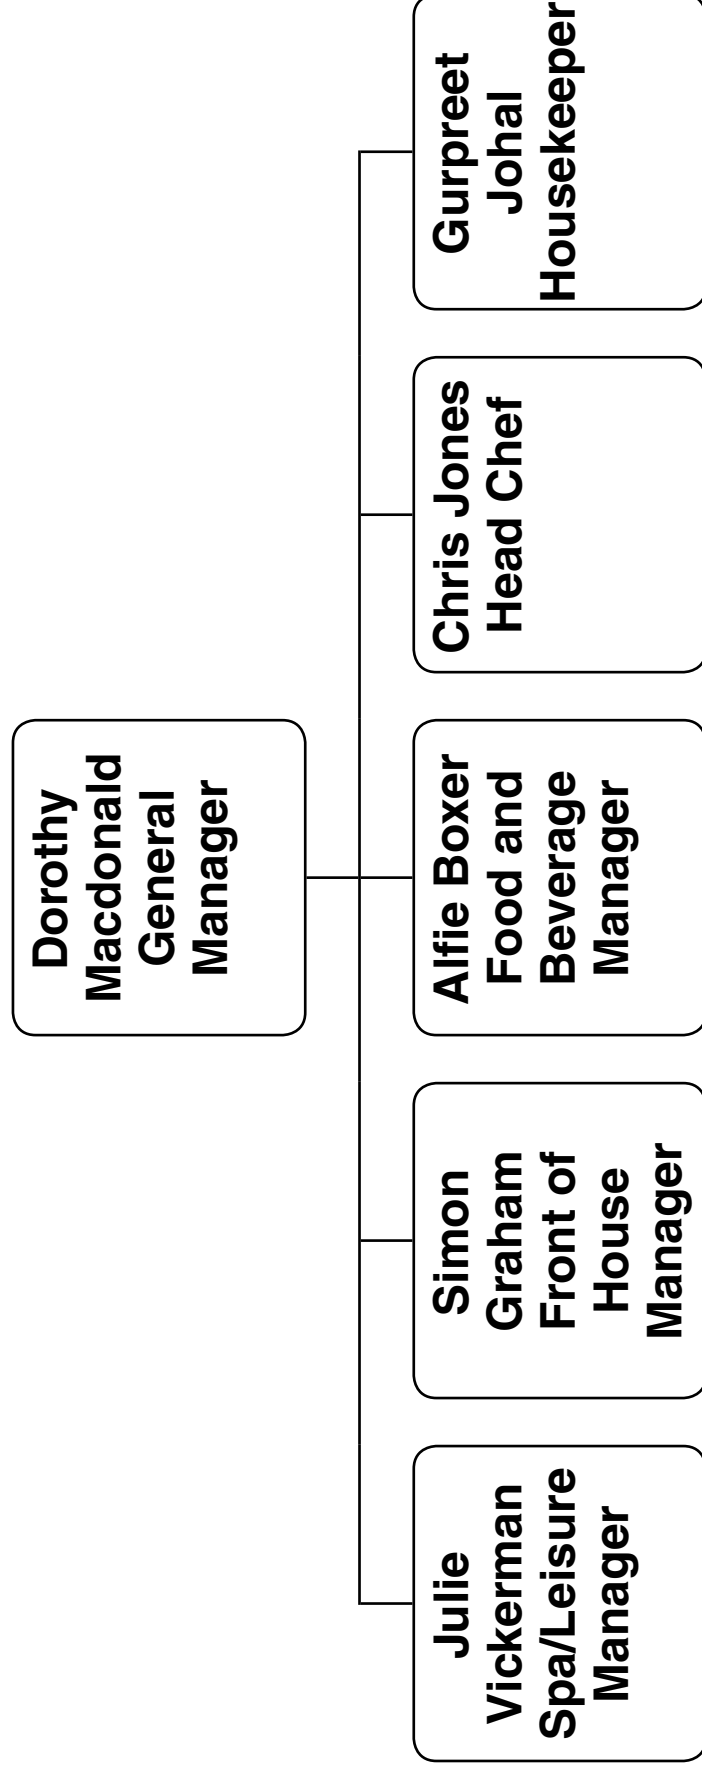 Dorothy
Macdonald
General
Manager
Julie
Vickerman
Spa/Leisure
Manager
Simon
Graham
Front of
House
Manager
Alfie Boxer
Food and
Beverage
Manager
Chris Jones
Head Chef
Gurpreet
Johal
Housekeeper